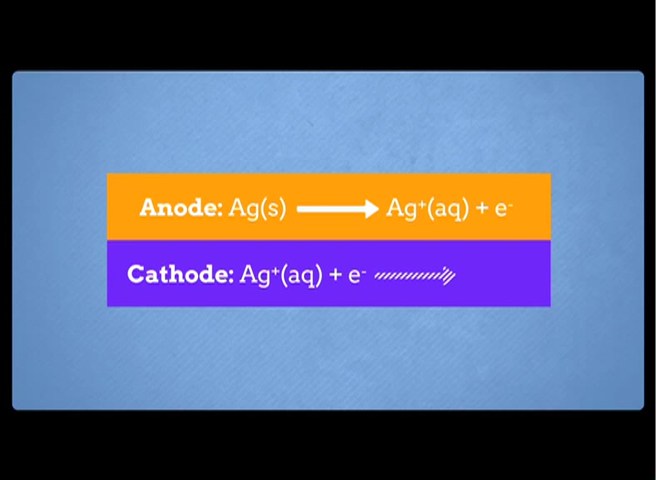 Anode: Ag(s) ⟶ Ag⁺(aq) + e⁻
Cathode: Ag⁺(aq) + e⁻ ⟶